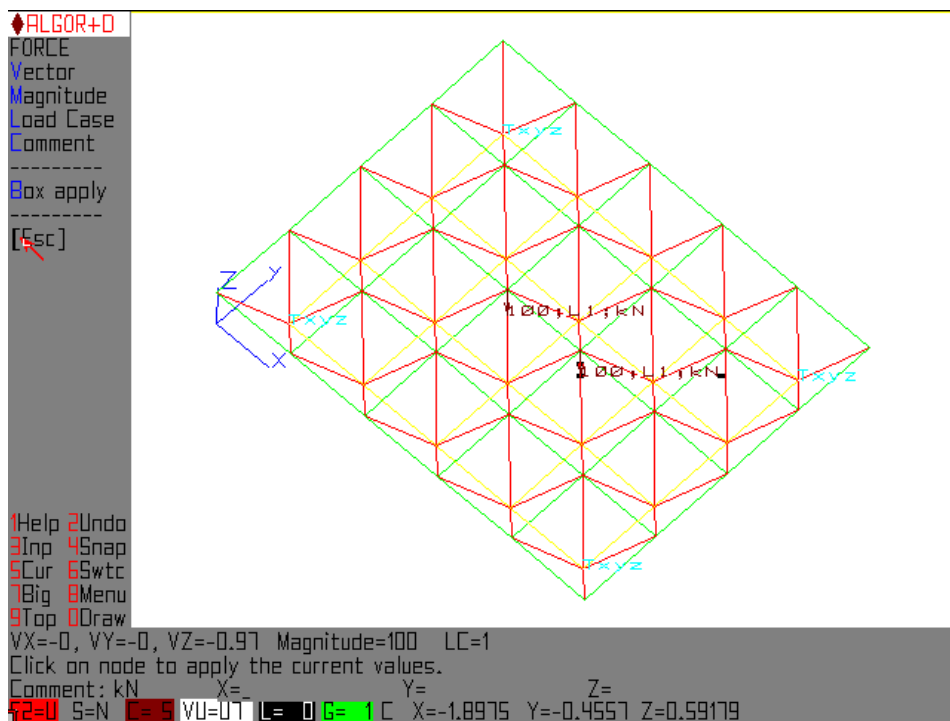 ALGOR+D
FORCE
Vector
Magnitude
Load Case
Comment
---------
Box apply
---------
[Esc]
Txyz
Z
Y
X
Txyz
100;L1;kN
100;L1;kN
Txyz
Txyz
1Help 2Undo
3Inp 4Snap
5Cur 6Swtc
7Big 8Menu
9Top 0Draw
VX=-0, VY=-0, VZ=-0.97 Magnitude=100 LC=1
Click on node to apply the current values.
Comment: kN X=_ Y= Z=
S=N C= 5 VU=07 L= 0 G= 1 C X=-1.8975 Y=-0.4557 Z=0.59179